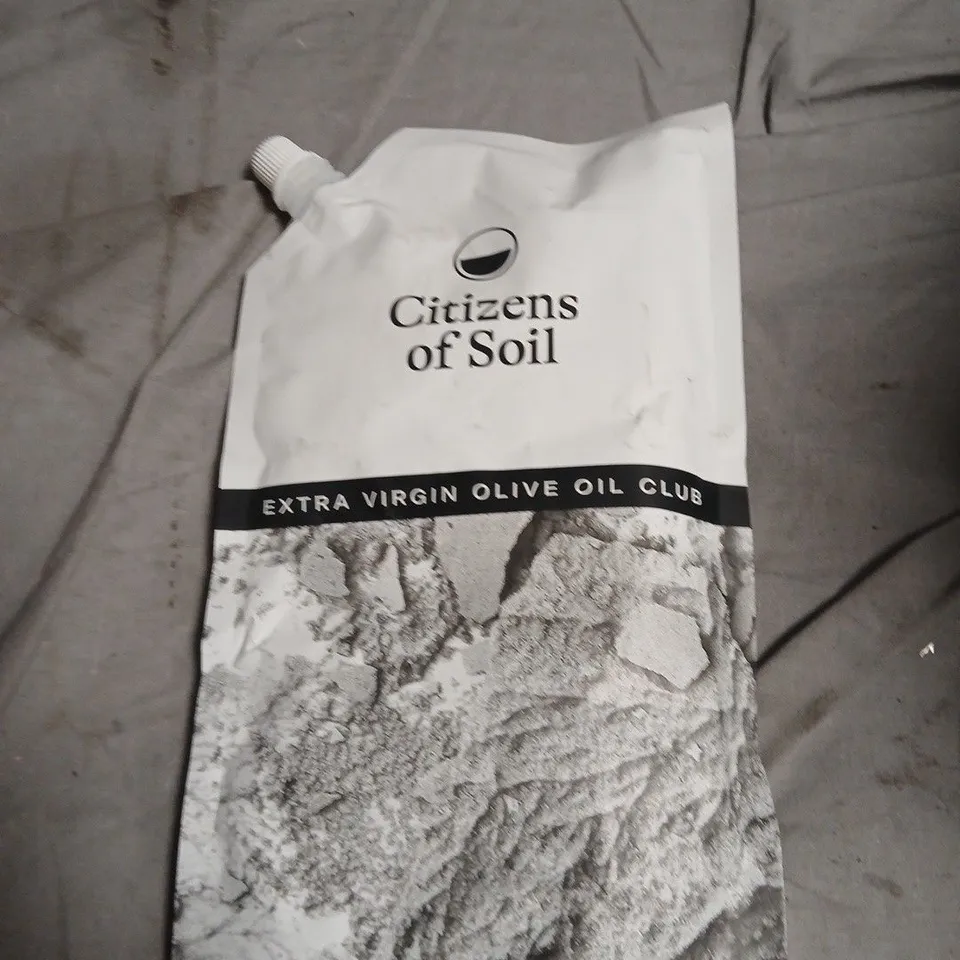 Citizens
of Soil
EXTRA VIRGIN OLIVE OIL CLUB